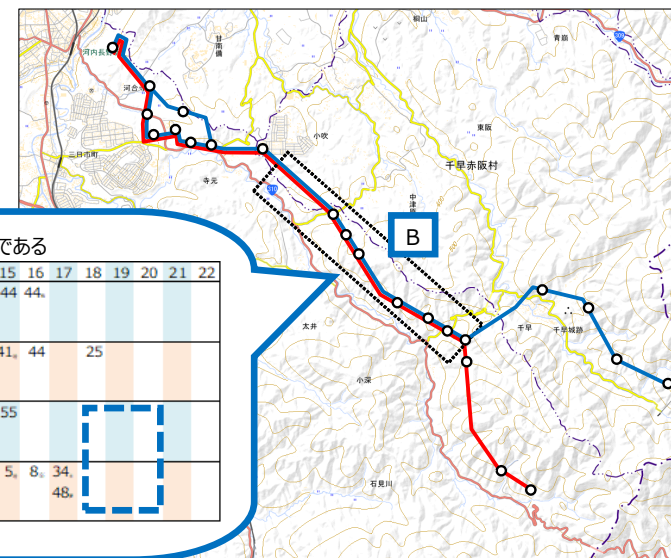 桐山
青崩
309
甘南備
河内長野
河合寺
小吹
東阪
三日市町
千早赤阪村
寺元
310
中津原
B
である
15 16 17 18 19 20 21 22
44 44
41 44 25
太井
千早 千早城跡
小深
55
5 8 34
48
石見川